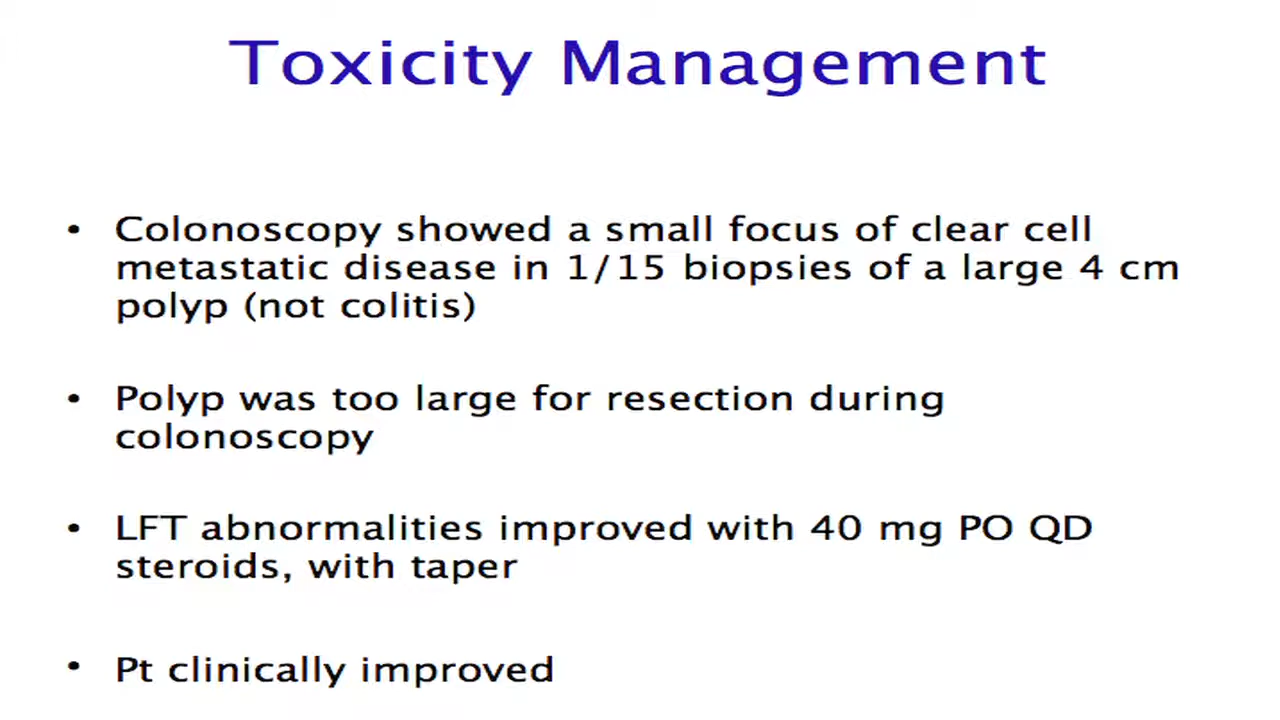 Toxicity Management
• Colonoscopy showed a small focus of clear cell
metastatic disease in 1/15 biopsies of a large 4 cm
polyp (not colitis)
• Polyp was too large for resection during
colonoscopy
• LFT abnormalities improved with 40 mg PO QD
steroids, with taper
• Pt clinically improved